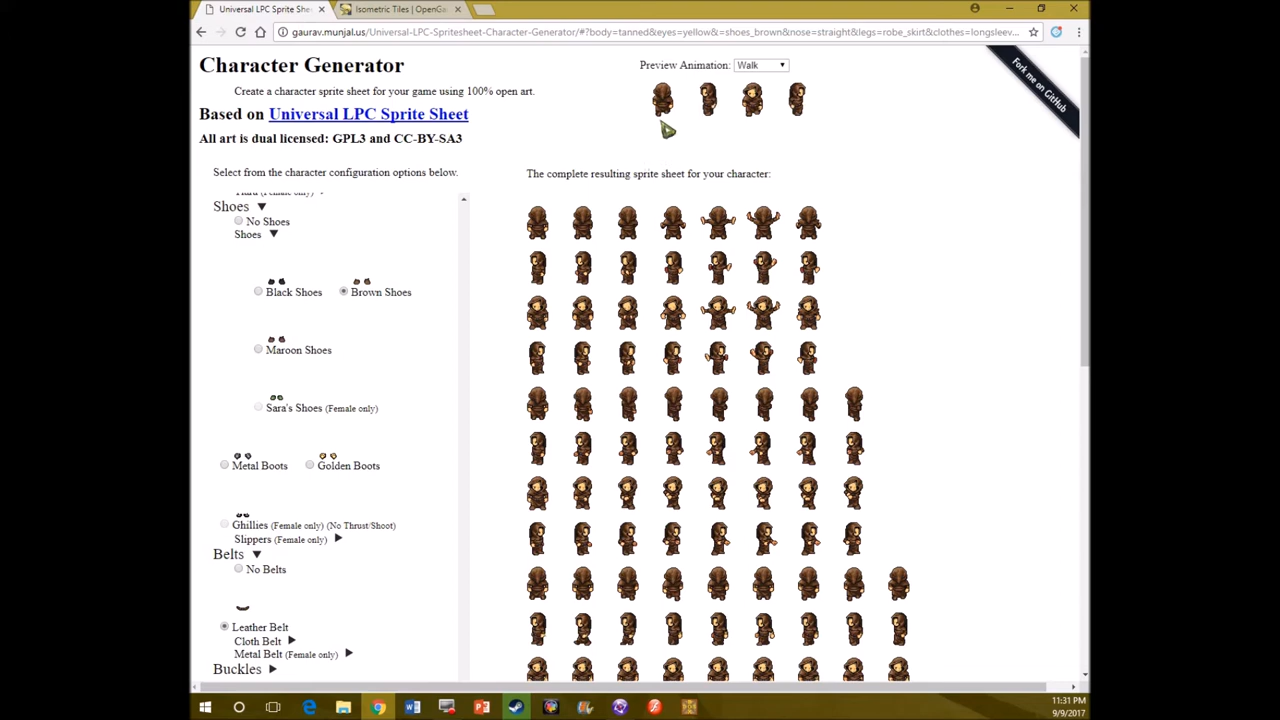 Universal LPC Sprite She
Isometric Tiles | OpenGa
gaurav.munjal.us/Universal-LPC-Spritesheet-Character-Generator/#?body=tanned&eyes=yellow&=shoes_brown&nose=straight&legs=robe_skirt&clothes=longsleev
Fork me on GitHub
Character Generator
Preview Animation: Walk
Create a character sprite sheet for your game using 100% open art.
Based on Universal LPC Sprite Sheet
All art is dual licensed: GPL3 and CC-BY-SA3
Select from the character configuration options below.
The complete resulting sprite sheet for your character:
Shoes
No Shoes
Shoes
Black Shoes
Brown Shoes
Maroon Shoes
Sara's Shoes (Female only)
Metal Boots
Golden Boots
Ghillies (Female only) (No Thrust/Shoot)
Slippers (Female only)
Belts
No Belts
Leather Belt
Cloth Belt
Metal Belt (Female only)
Buckles
11:31 PM
9/9/2017